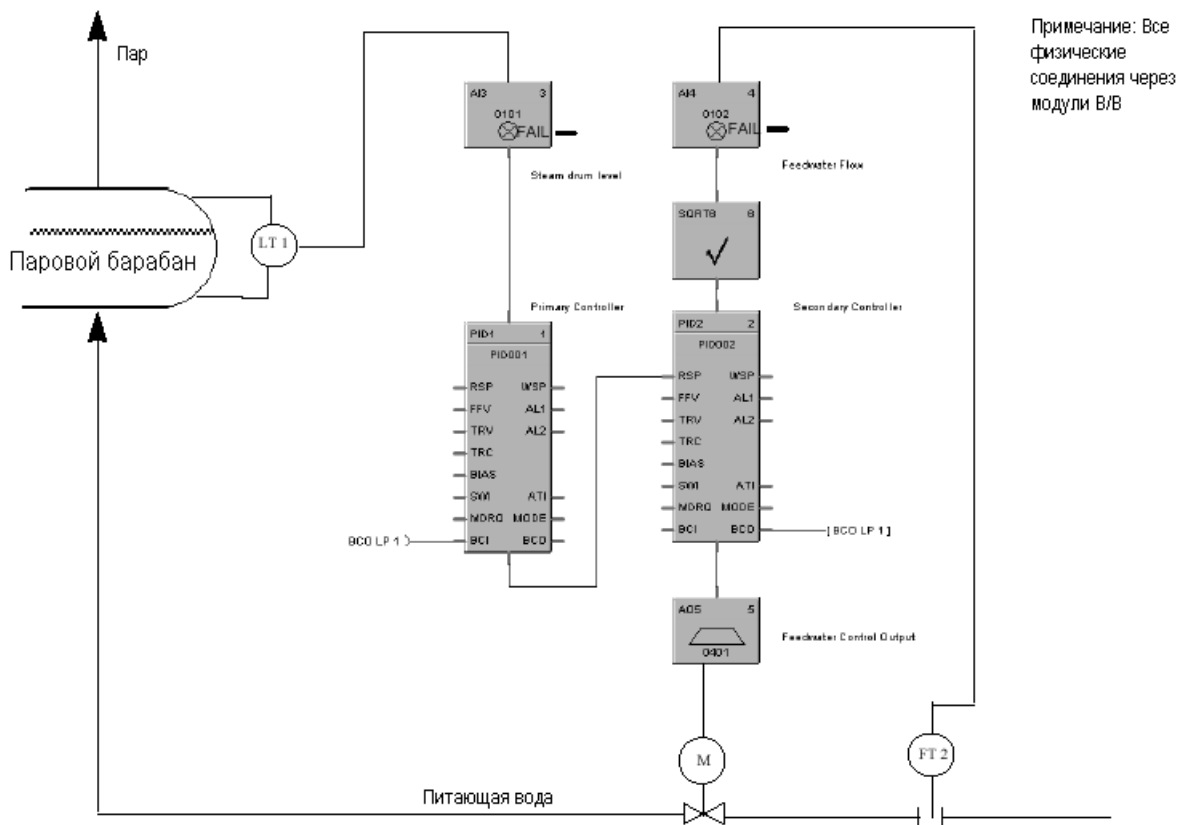 Пар
Примечание: Все
физические
соединения через
модули В/В
AI3 3
0101
FAIL
Steam drum level
AI4 4
0102
FAIL
Feedwater Flow
SQRT8 8
LT 1
Паровой барабан
Primary Controller
Secondary Controller
PID1 1
PID001
RSP WSP
FFV AL1
TRV AL2
TRC
BIAS
SWI ATI
MDRQ MODE
BCI BCO
BCO LP 1
PID2 2
PID002
RSP WSP
FFV AL1
TRV AL2
TRC
BIAS
SWI ATI
MDRQ MODE
BCI BCO
[BCO LP 1]
AO5 5
0401
Feedwater Control Output
M
FT 2
Питающая вода